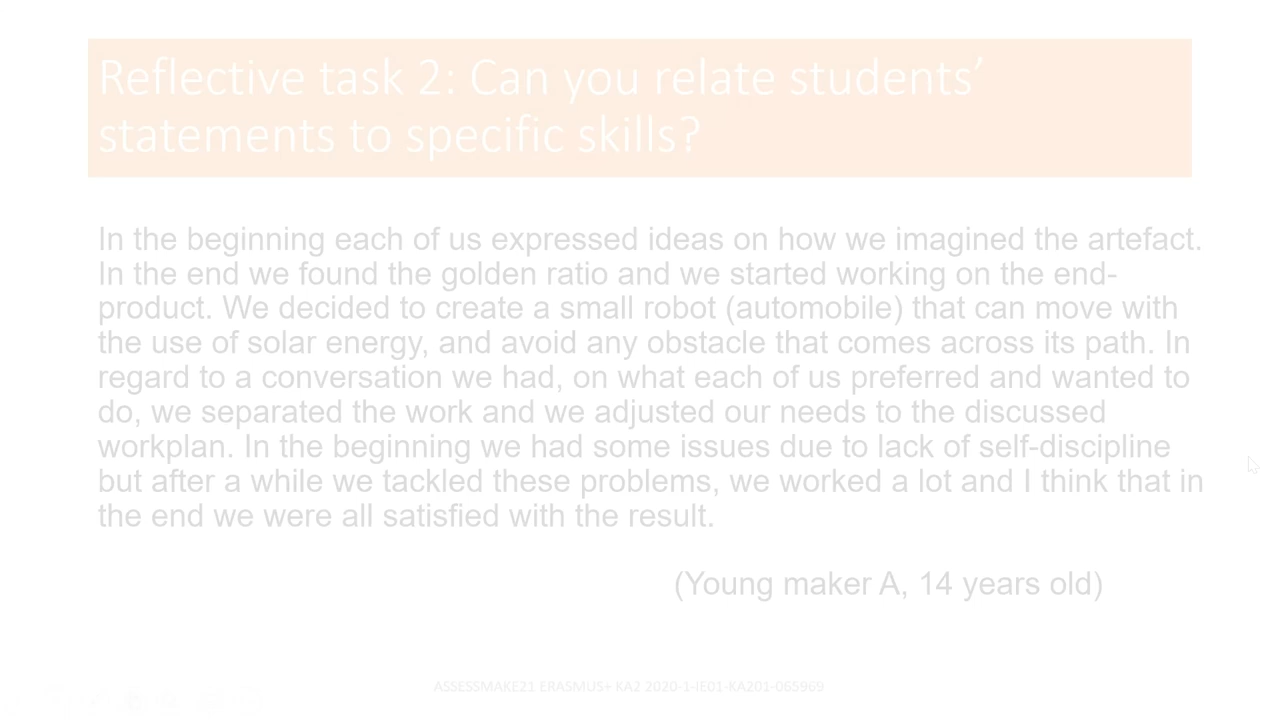 Reflective task 2: Can you relate students’
statements to specific skills?
In the beginning each of us expressed ideas on how we imagined the artefact.
In the end we found the golden ratio and we started working on the end-
product. We decided to create a small robot (automobile) that can move with
the use of solar energy, and avoid any obstacle that comes across its path. In
regard to a conversation we had, on what each of us preferred and wanted to
do, we separated the work and we adjusted our needs to the discussed
workplan. In the beginning we had some issues due to lack of self-discipline
but after a while we tackled these problems, we worked a lot and I think that in
the end we were all satisfied with the result.
(Young maker A, 14 years old)
ASSESSMAKE21 ERASMUS+ KA2 2020-1-IE01-KA201-065969